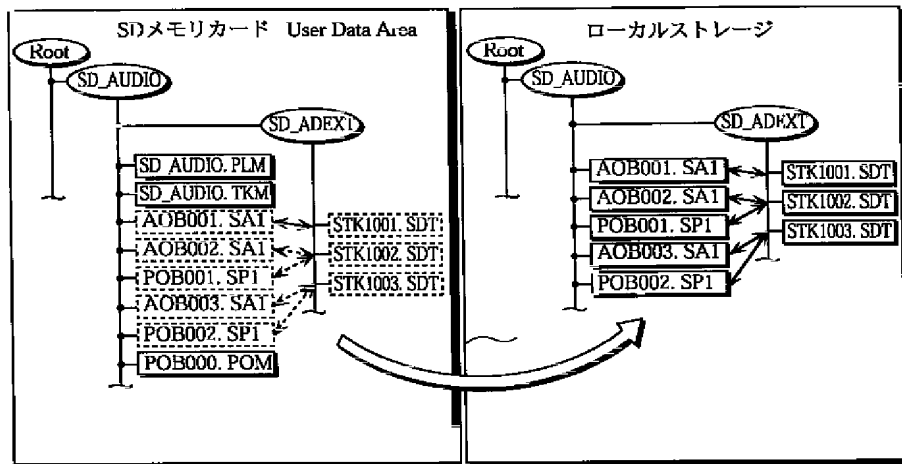 SDメモリカード User Data Area
Root
SD_AUDIO
SD_ADEXT
SD_AUDIO. PLM
SD_AUDIO. TKM
AOB001. SA1
AOB002. SA1
POB001. SP1
AOB003. SA1
POB002. SP1
POB000. POM
STK1001. SDT
STK1002. SDT
STK1003. SDT
ローカルストレージ
Root
SD_AUDIO
SD_ADEXT
AOB001. SA1
AOB002. SA1
POB001. SP1
AOB003. SA1
POB002. SP1
STK1001. SDT
STK1002. SDT
STK1003. SDT